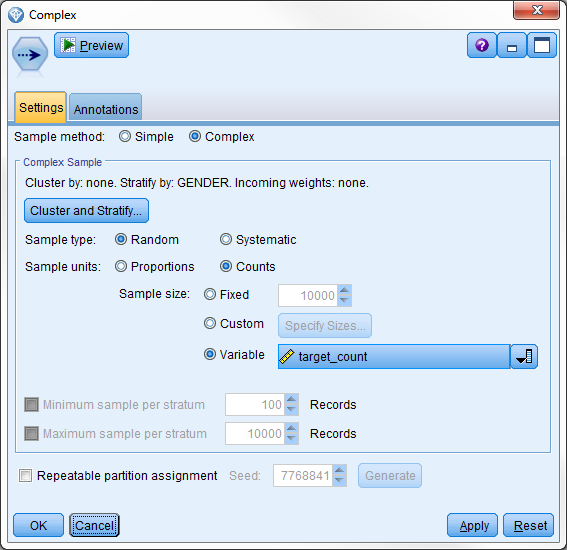 Complex
Preview
?
Settings Annotations
Sample method: Simple Complex
Complex Sample
Cluster by: none. Stratify by: GENDER. Incoming weights: none.
Cluster and Stratify...
Sample type: Random Systematic
Sample units: Proportions Counts
Sample size: Fixed 10000
Custom Specify Sizes...
Variable target_count
Minimum sample per stratum 100 Records
Maximum sample per stratum 10000 Records
Repeatable partition assignment Seed: 7768841 Generate
OK Cancel Apply Reset